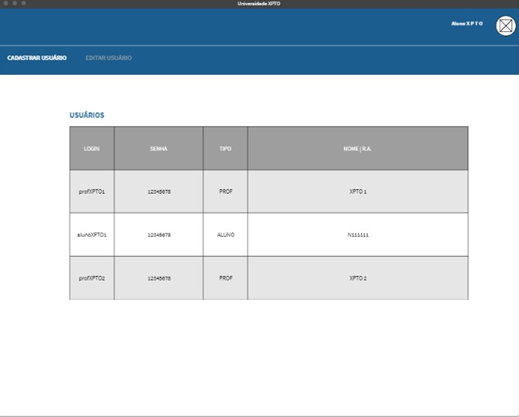 Universidade XPTO
Aluno X P T O
CADASTRAR USUÁRIO EDITAR USUÁRIO
USUÁRIOS
LOGIN SENHA TIPO NOME | R.A.
profXPTO1 12345678 PROF XPTO 1
alunoXPTO1 12345678 ALUNO N111111
profXPTO2 12345678 PROF XPTO 2